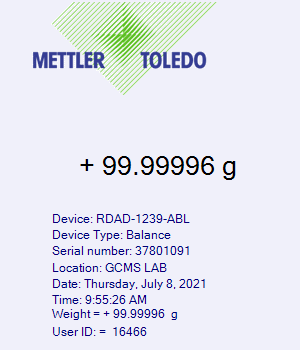 METTLER TOLEDO
+ 99.99996 g
Device: RDAD-1239-ABL
Device Type: Balance
Serial number: 37801091
Location: GCMS LAB
Date: Thursday, July 8, 2021
Time: 9:55:26 AM
Weight = + 99.99996 g
User ID: = 16466